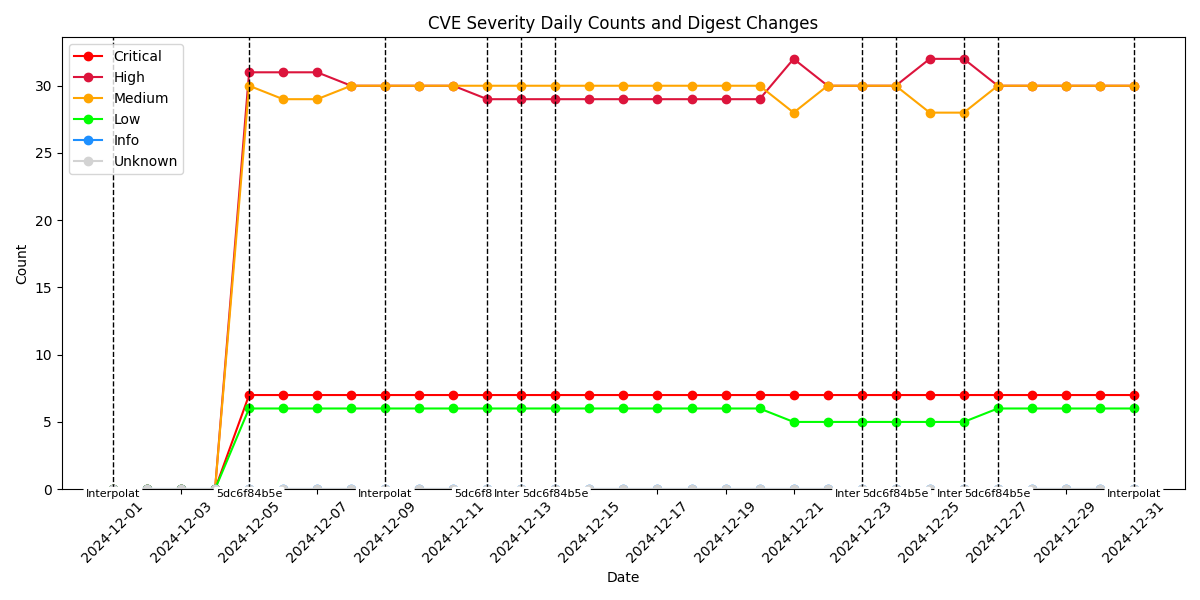 CVE Severity Daily Counts and Digest Changes
Critical
High
Medium
Low
Info
Unknown
Count
30
25
20
15
10
5
0
Interpolat
5dc6f84b5e
Interpolat
5dc6f8
Inter
5dc6f84b5e
Inter
5dc6f84b5e
Inter
5dc6f84b5e
Interpolat
2024-12-01
2024-12-03
2024-12-05
2024-12-07
2024-12-09
2024-12-11
2024-12-13
2024-12-15
2024-12-17
2024-12-19
2024-12-21
2024-12-23
2024-12-25
2024-12-27
2024-12-29
2024-12-31
Date